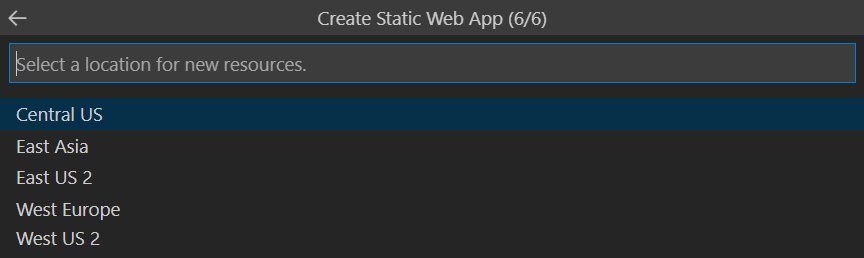 Create Static Web App (6/6)
Select a location for new resources.
Central US
East Asia
East US 2
West Europe
West US 2